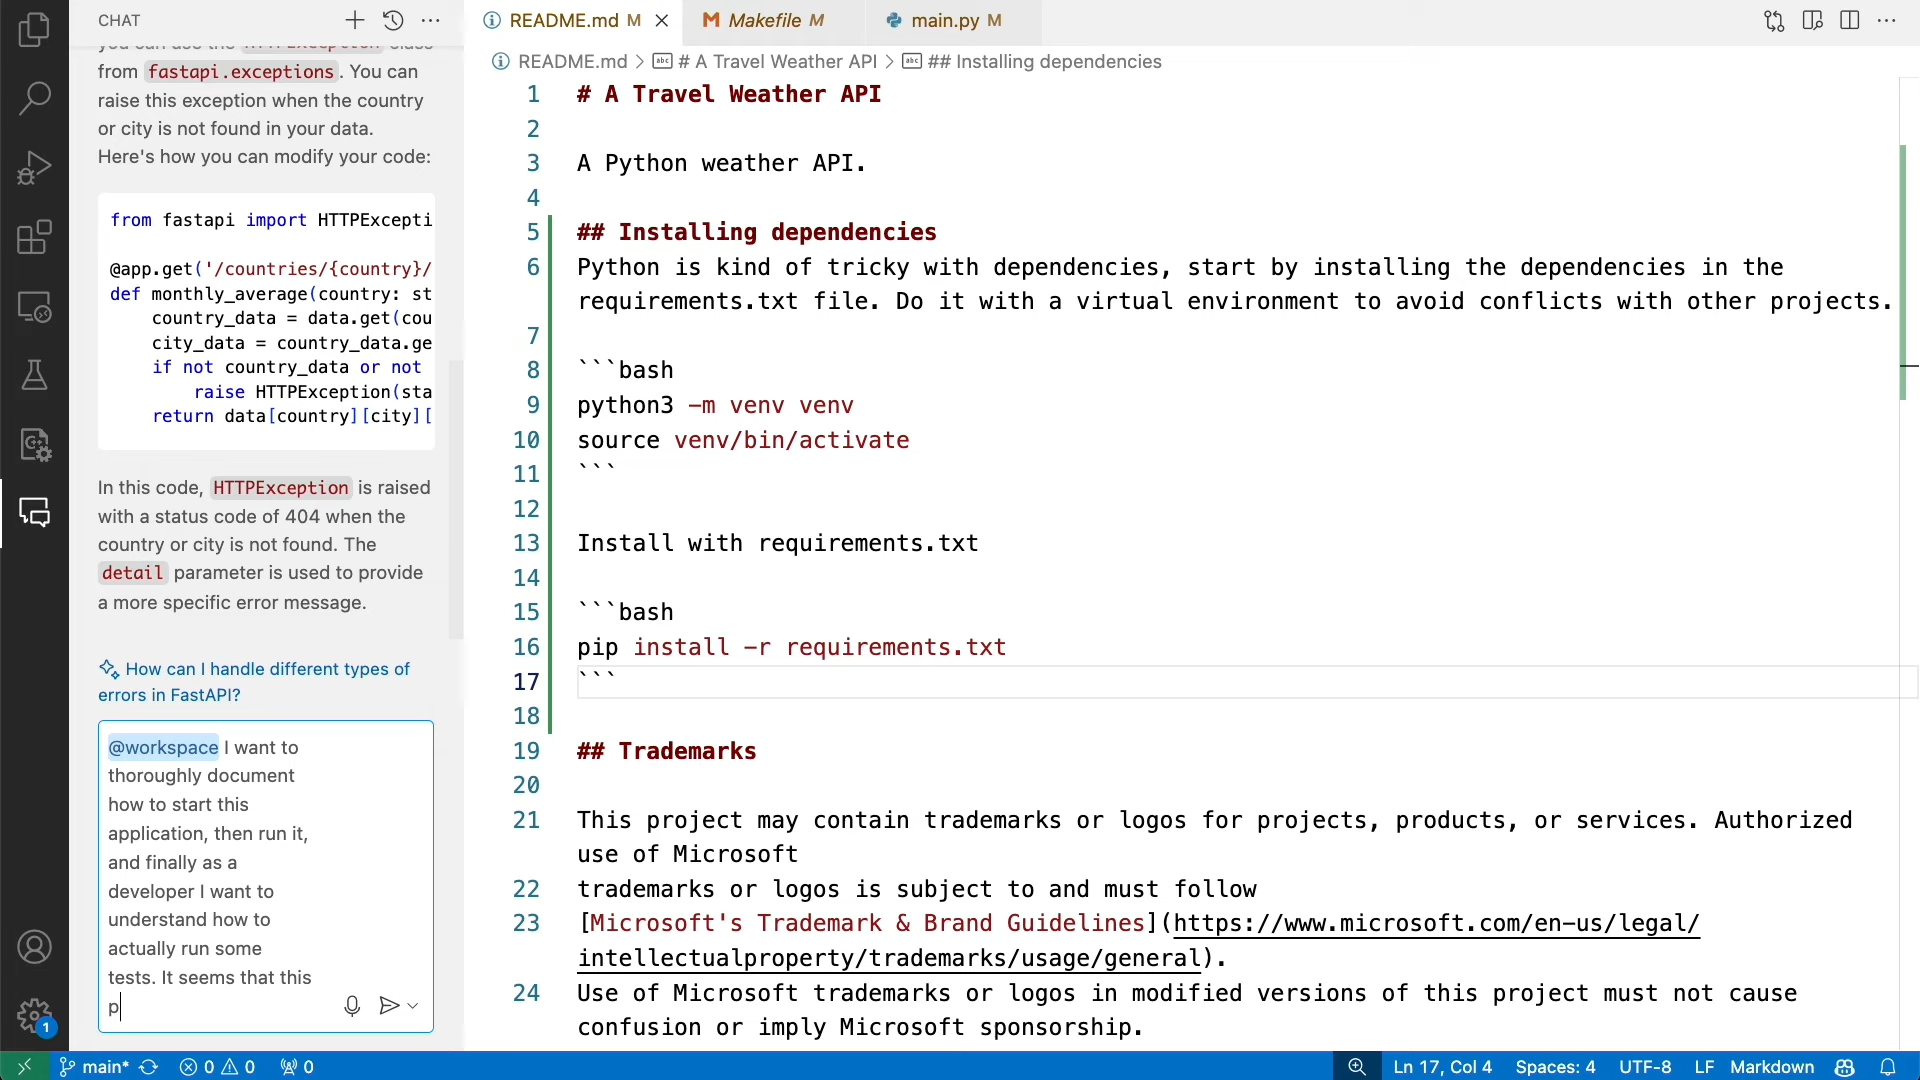 CHAT
README.md M
Makefile M
main.py M
README.md > # A Travel Weather API > ## Installing dependencies
you can use the HTTPException class
from fastapi.exceptions. You can
raise this exception when the country
or city is not found in your data.
Here's how you can modify your code:
from fastapi import HTTPExcepti
@app.get('/countries/{country}/
def monthly_average(country: st
country_data = data.get(cou
city_data = country_data.ge
if not country_data or not
raise HTTPException(sta
return data[country][city][
In this code, HTTPException is raised
with a status code of 404 when the
country or city is not found. The
detail parameter is used to provide
a more specific error message.
How can I handle different types of
errors in FastAPI?
@workspace I want to
thoroughly document
how to start this
application, then run it,
and finally as a
developer I want to
understand how to
actually run some
tests. It seems that this
p
1 # A Travel Weather API
2
3 A Python weather API.
4
5 ## Installing dependencies
6 Python is kind of tricky with dependencies, start by installing the dependencies in the
requirements.txt file. Do it with a virtual environment to avoid conflicts with other projects.
7
8 ```bash
9 python3 -m venv venv
10 source venv/bin/activate
11 ```
12
13 Install with requirements.txt
14
15 ```bash
16 pip install -r requirements.txt
17 ```
18
19 ## Trademarks
20
21 This project may contain trademarks or logos for projects, products, or services. Authorized
use of Microsoft
22 trademarks or logos is subject to and must follow
23 [Microsoft's Trademark & Brand Guidelines](https://www.microsoft.com/en-us/legal/
intellectualproperty/trademarks/usage/general).
24 Use of Microsoft trademarks or logos in modified versions of this project must not cause
confusion or imply Microsoft sponsorship.
1
main* 0 0 0 Ln 17, Col 4 Spaces: 4 UTF-8 LF Markdown